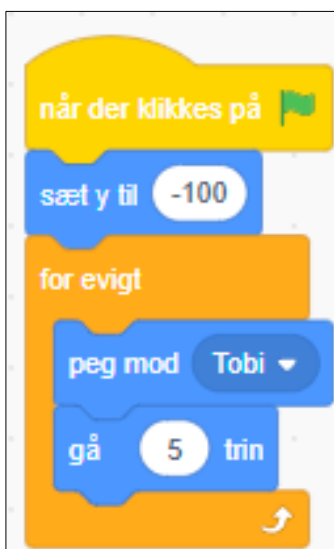 når der klikkes på
sæt y til -100
for evigt
peg mod Tobi
gå 5 trin